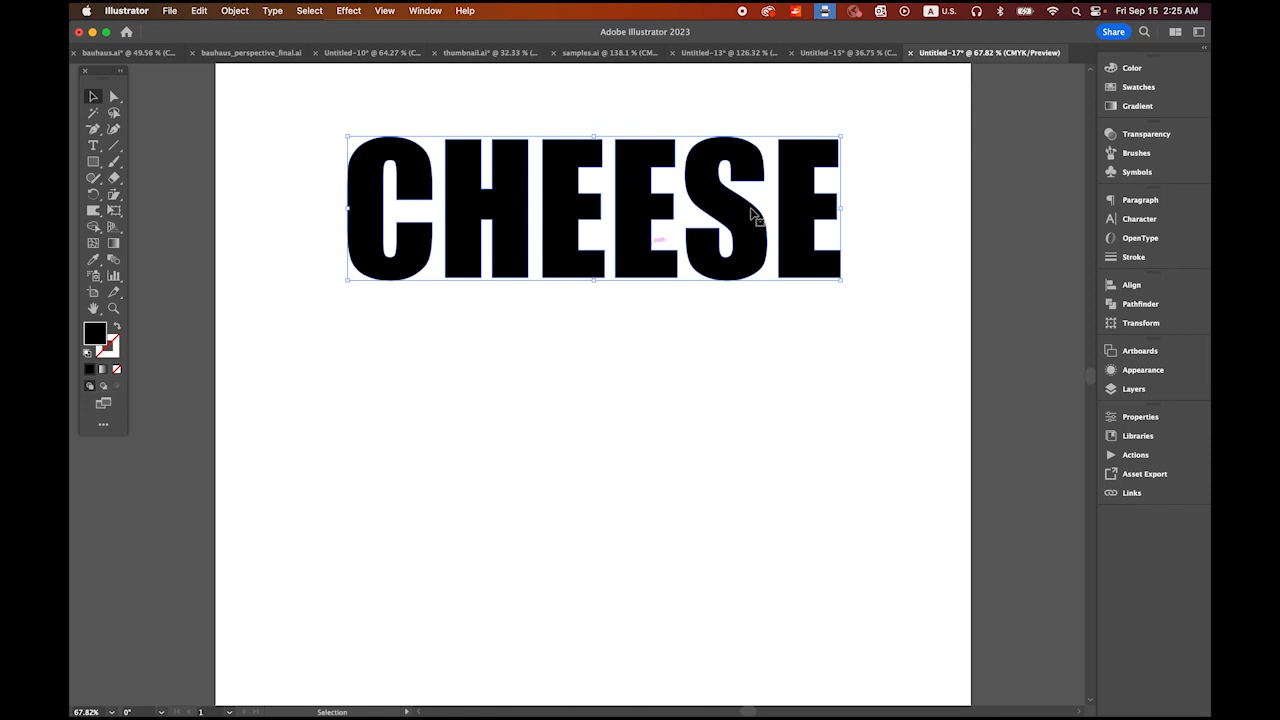 Illustrator File Edit Object Type Select Effect View Window Help A U.S. Fri Sep 15 2:25 AM
Adobe Illustrator 2023
Share
× bauhaus.ai* @ 49.56 % (C... × bauhaus_perspective_final.ai × Untitled-10* @ 64.27 % (C... × thumbnail.ai* @ 32.33 % (... × samples.ai @ 138.1 % (CM... × Untitled-13* @ 126.32 % (... × Untitled-15* @ 36.75 % (C... × Untitled-17* @ 67.82 % (CMYK/Preview)
CHEESE
path
Color
Swatches
Gradient
Transparency
Brushes
Symbols
Paragraph
Character
OpenType
Stroke
Align
Pathfinder
Transform
Artboards
Appearance
Layers
Properties
Libraries
Actions
Asset Export
Links
67.82% 0° 1 Selection